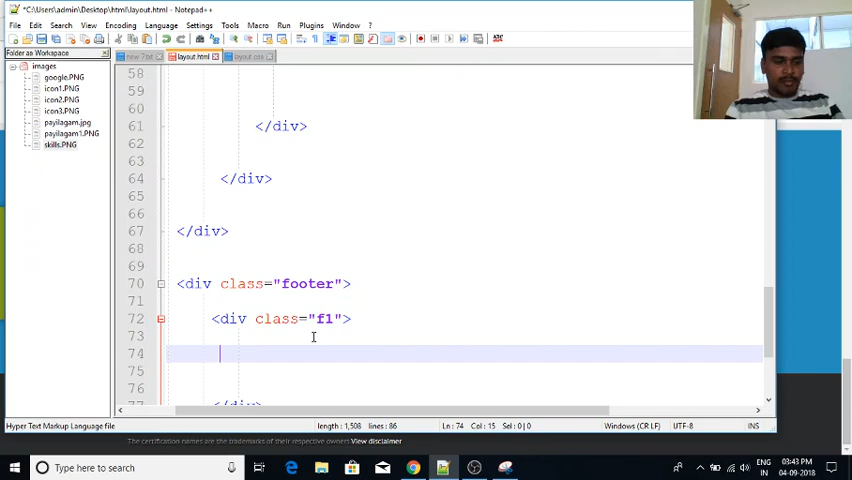 *C:\Users\admin\Desktop\html\layout.html - Notepad++
File Edit Search View Encoding Language Settings Tools Macro Run Plugins Window ?
Folder as Workspace
new 7.txt layout.html layout.css
images
google.PNG
icon1.PNG
icon2.PNG
icon3.PNG
payilagam.jpg
payilagam1.PNG
skills.PNG
58
59
60
61 </div>
62
63
64 </div>
65
66
67 </div>
68
69
70 <div class="footer">
71
72 <div class="f1">
73
74
75
76
77 </div>
Hyper Text Markup Language file length : 1,508 lines : 86 Ln : 74 Col : 15 Sel : 0 | 0 Windows (CR LF) UTF-8 INS
The certification names are the trademarks of their respective owners View disclaimer
Type here to search
ENG
IN
03:43 PM
04-09-2018